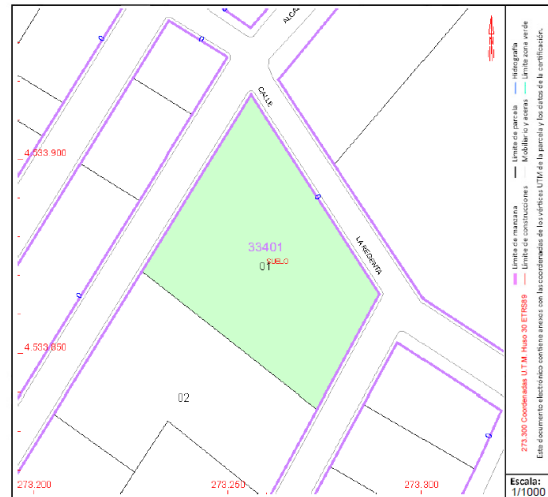 ALCA
CALLE
4.533.900
33401
SUELO
01
LA REGENTA
4.533.850
02
273.200
273.250
273.300
273.300 Coordenadas U.T.M. Huso 30 ETRS89
Límite de manzana
Límite de parcela
Hidrografía
Límite de construcciones
Mobiliario y aceras
Límite zona verde
Este documento electrónico contiene anexos con las coordenadas de los vértices UTM de la parcela y los datos de la certificación.
Escala:
1/1000